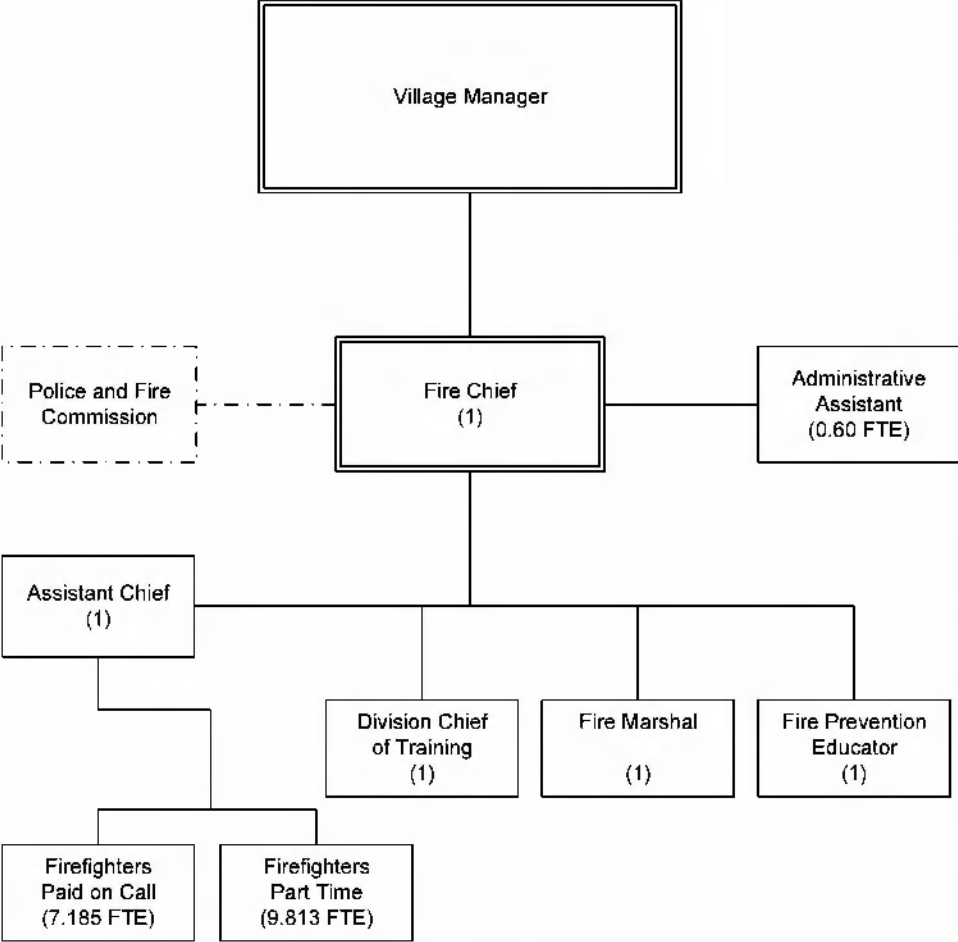 Village Manager
Police and Fire
Commission
Fire Chief
(1)
Administrative
Assistant
(0.60 FTE)
Assistant Chief
(1)
Division Chief
of Training
(1)
Fire Marshal
(1)
Fire Prevention
Educator
(1)
Firefighters
Paid on Call
(7.185 FTE)
Firefighters
Part Time
(9.813 FTE)